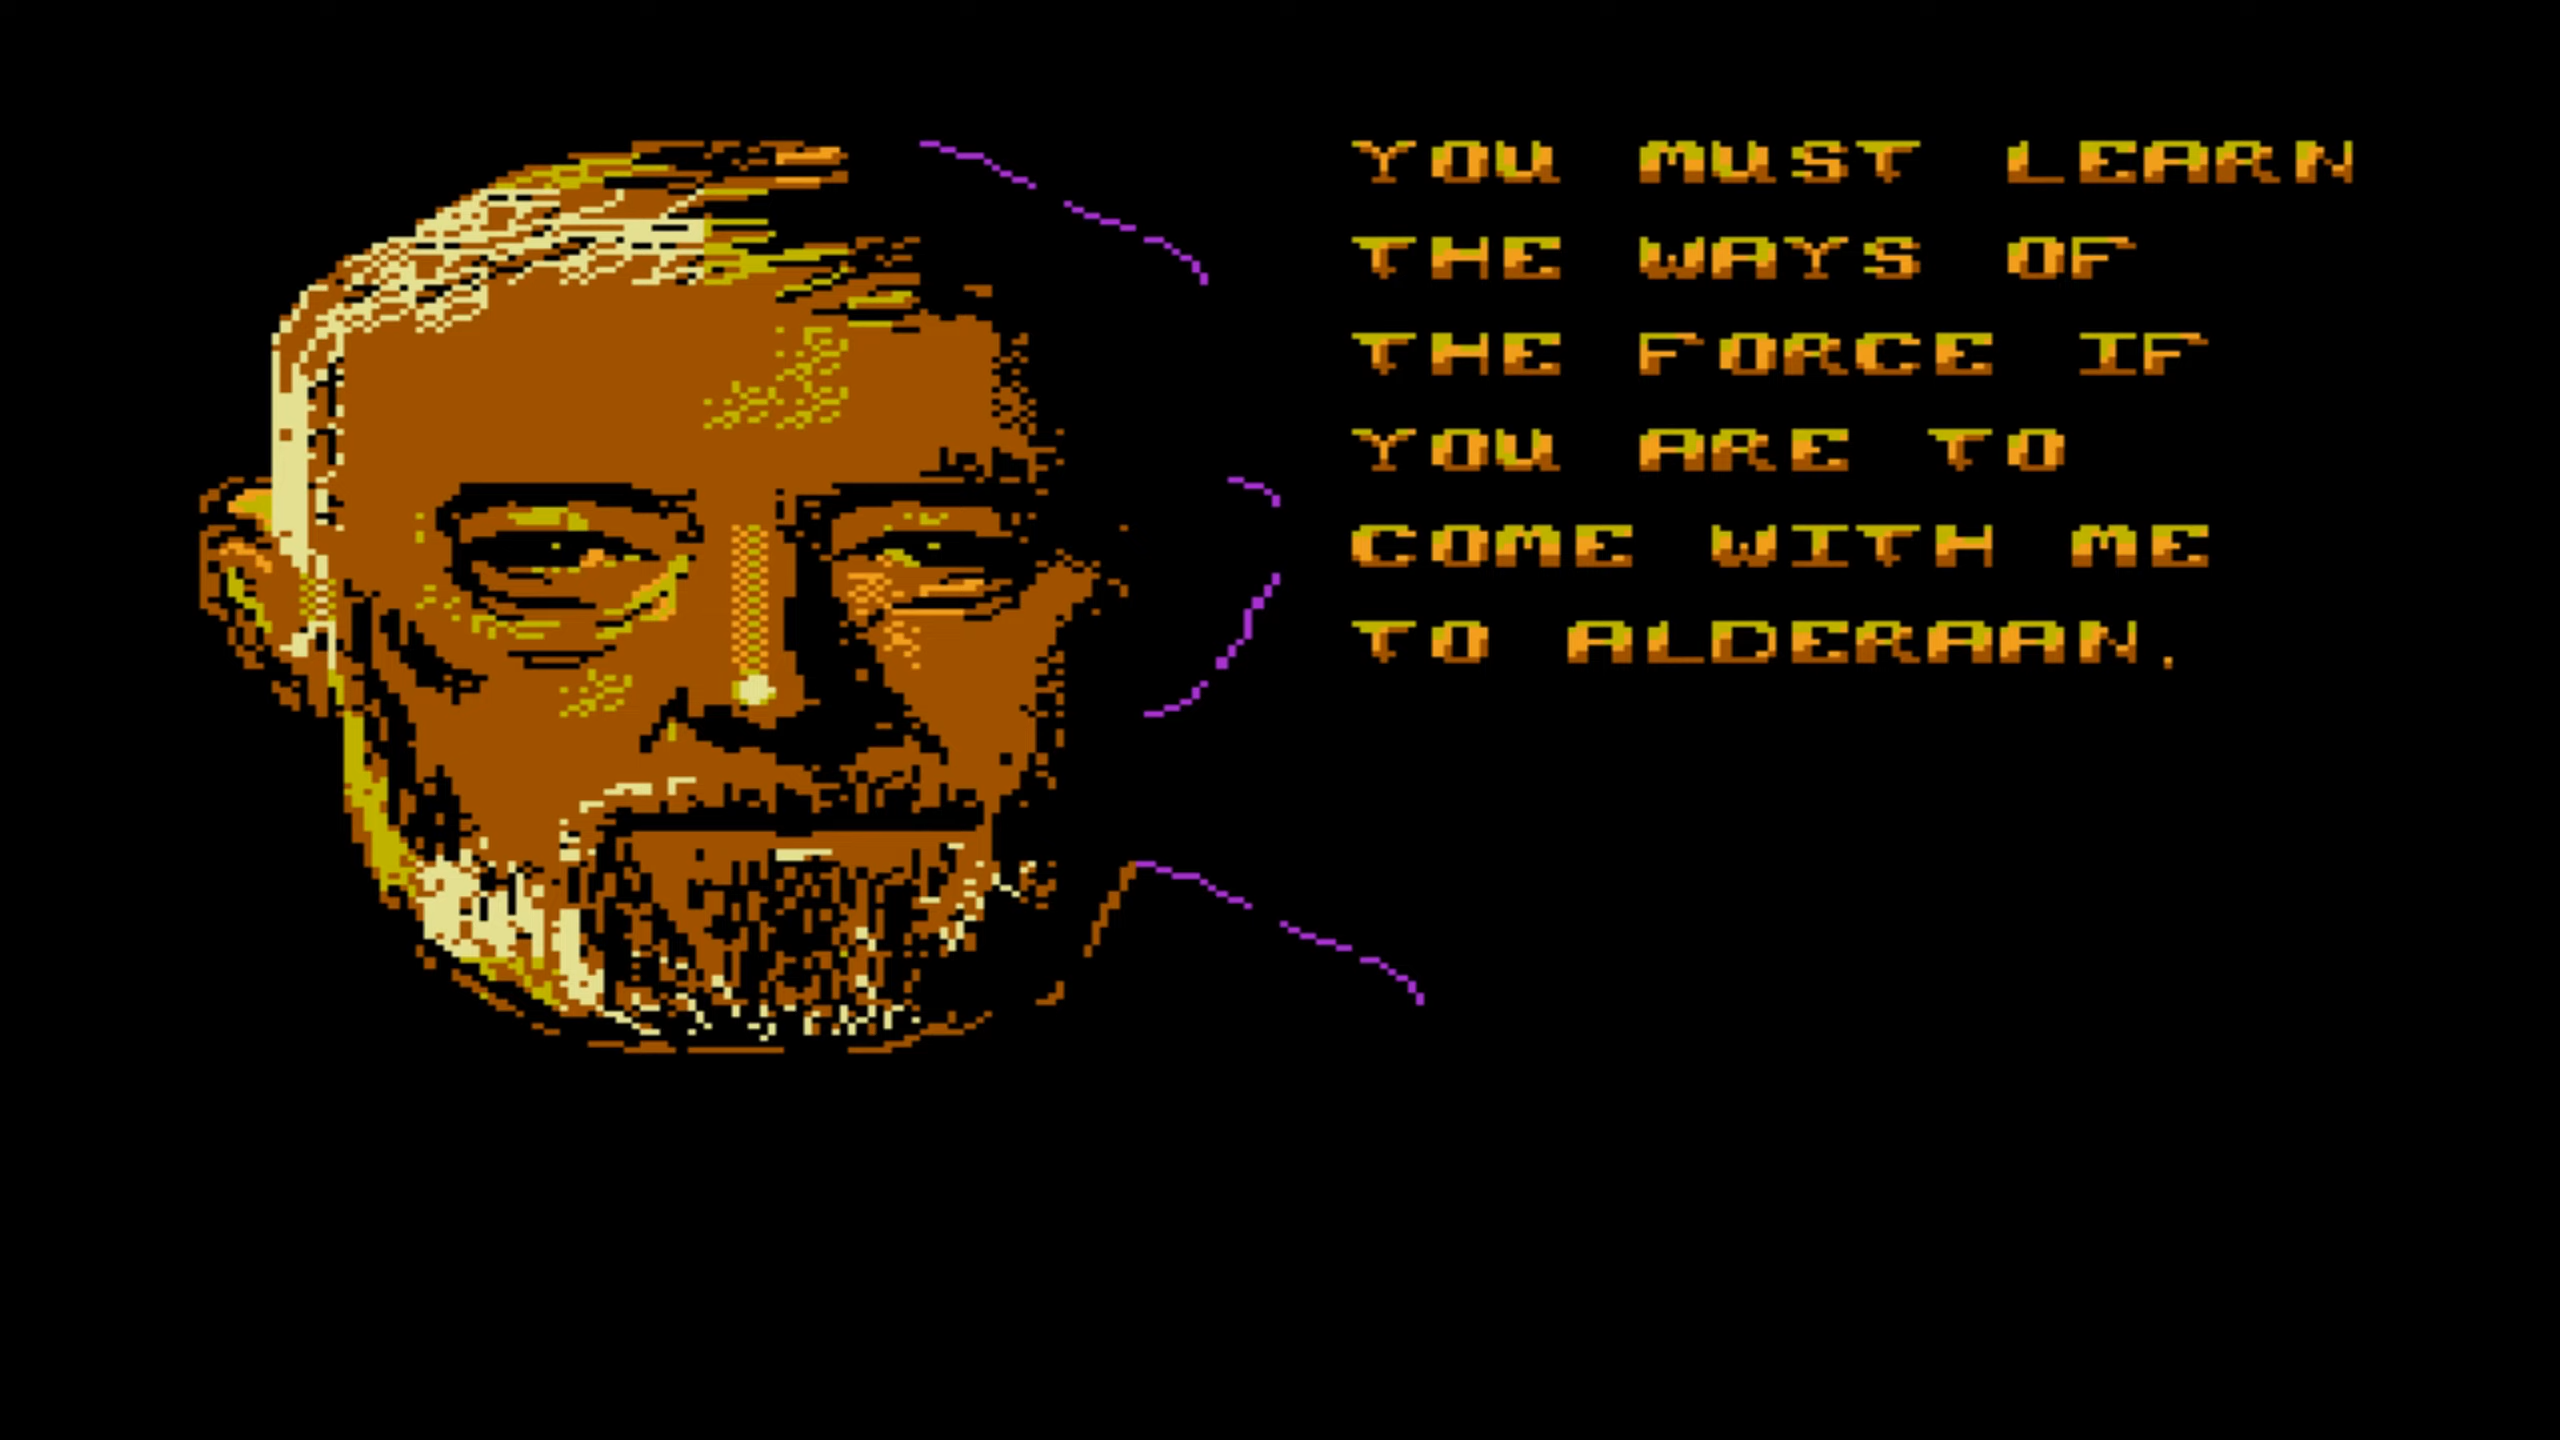 YOU MUST LEARN
THE WAYS OF
THE FORCE IF
YOU ARE TO
COME WITH ME
TO ALDERAAN.